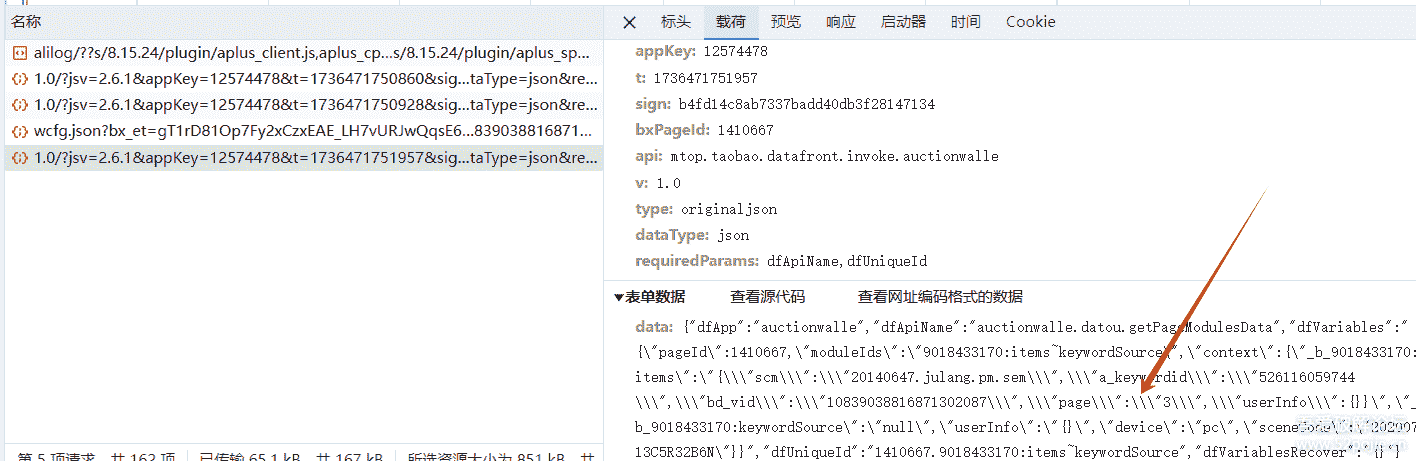 名称
alilog/??s/8.15.24/plugin/aplus_client.js,aplus_cp...s/8.15.24/plugin/aplus_sp...
1.0/?jsv=2.6.1&appKey=12574478&t=1736471750860&sig...taType=json&re...
1.0/?jsv=2.6.1&appKey=12574478&t=1736471750928&sig...taType=json&re...
wcfg.json?bx_et=gT1rD81Op7Fy2xCzxEAE_LH7vURJwQqsE6...839038816871...
1.0/?jsv=2.6.1&appKey=12574478&t=1736471751957&sig...taType=json&re...
第 5 项请求，共 162 项 已传输 65.1 kB，共 167 kB 所选资源大小为 851 kB，共
标头 载荷 预览 响应 启动器 时间 Cookie
appKey: 12574478
t: 1736471751957
sign: b4fd14c8ab7337badd40db3f28147134
bxPageId: 1410667
api: mtop.taobao.datafront.invoke.auctionwalle
v: 1.0
type: originaljson
dataType: json
requiredParams: dfApiName,dfUniqueId
▼表单数据 查看源代码 查看网址编码格式的数据
data: {"dfApp":"auctionwalle","dfApiName":"auctionwalle.datou.getPageModulesData","dfVariables":"
{\"pageId\":1410667,\"moduleIds\":\"9018433170:items~keywordSource\",\"context\":{\"_b_9018433170:
items\":\"{\\\"scm\\\":\\\"20140647.julang.pm.sem\\\",\\\"a_keywordid\\\":\\\"526116059744
\\\",\\\"bd_vid\\\":\\\"10839038816871302087\\\",\\\"page\\\":\\\"3\\\",\\\"userInfo\\\":{}}\",\"_
b_9018433170:keywordSource\":\"null\",\"userInfo\":\"{}\",\"device\":\"pc\",\"sceneCode\":\"202907
13C5R32B6N\"}}","dfUniqueId":"1410667.9018433170:items~keywordSource","dfVariablesRecover":"{}"}